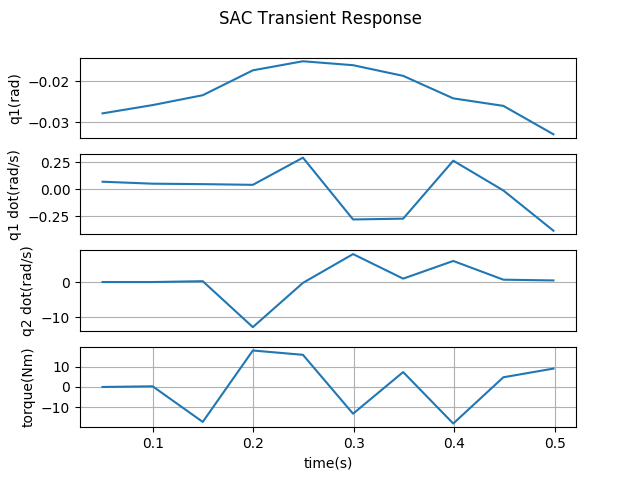 SAC Transient Response
q1(rad)
−0.02
−0.03
q1 dot(rad/s)
0.25
0.00
−0.25
q2 dot(rad/s)
0
−10
torque(Nm)
10
0
−10
0.1 0.2 0.3 0.4 0.5
time(s)